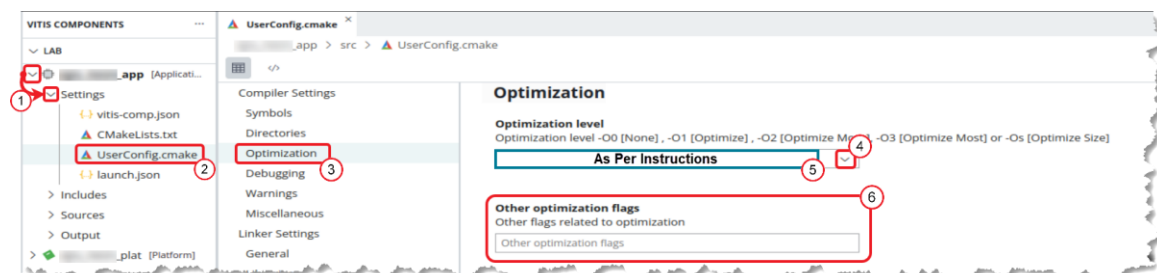 VITIS COMPONENTS ...
LAB
_app [Applicati...
1
Settings
vitis-comp.json
CMakeLists.txt
UserConfig.cmake
2
launch.json
Includes
Sources
Output
_plat [Platform]
UserConfig.cmake ×
_app > src > UserConfig.cmake
Compiler Settings
Symbols
Directories
Optimization
3
Debugging
Warnings
Miscellaneous
Linker Settings
General
Optimization
Optimization level
Optimization level -O0 [None] , -O1 [Optimize] , -O2 [Optimize Mo , -O3 [Optimize Most] or -Os [Optimize Size]
4
As Per Instructions
5
6
Other optimization flags
Other flags related to optimization
Other optimization flags